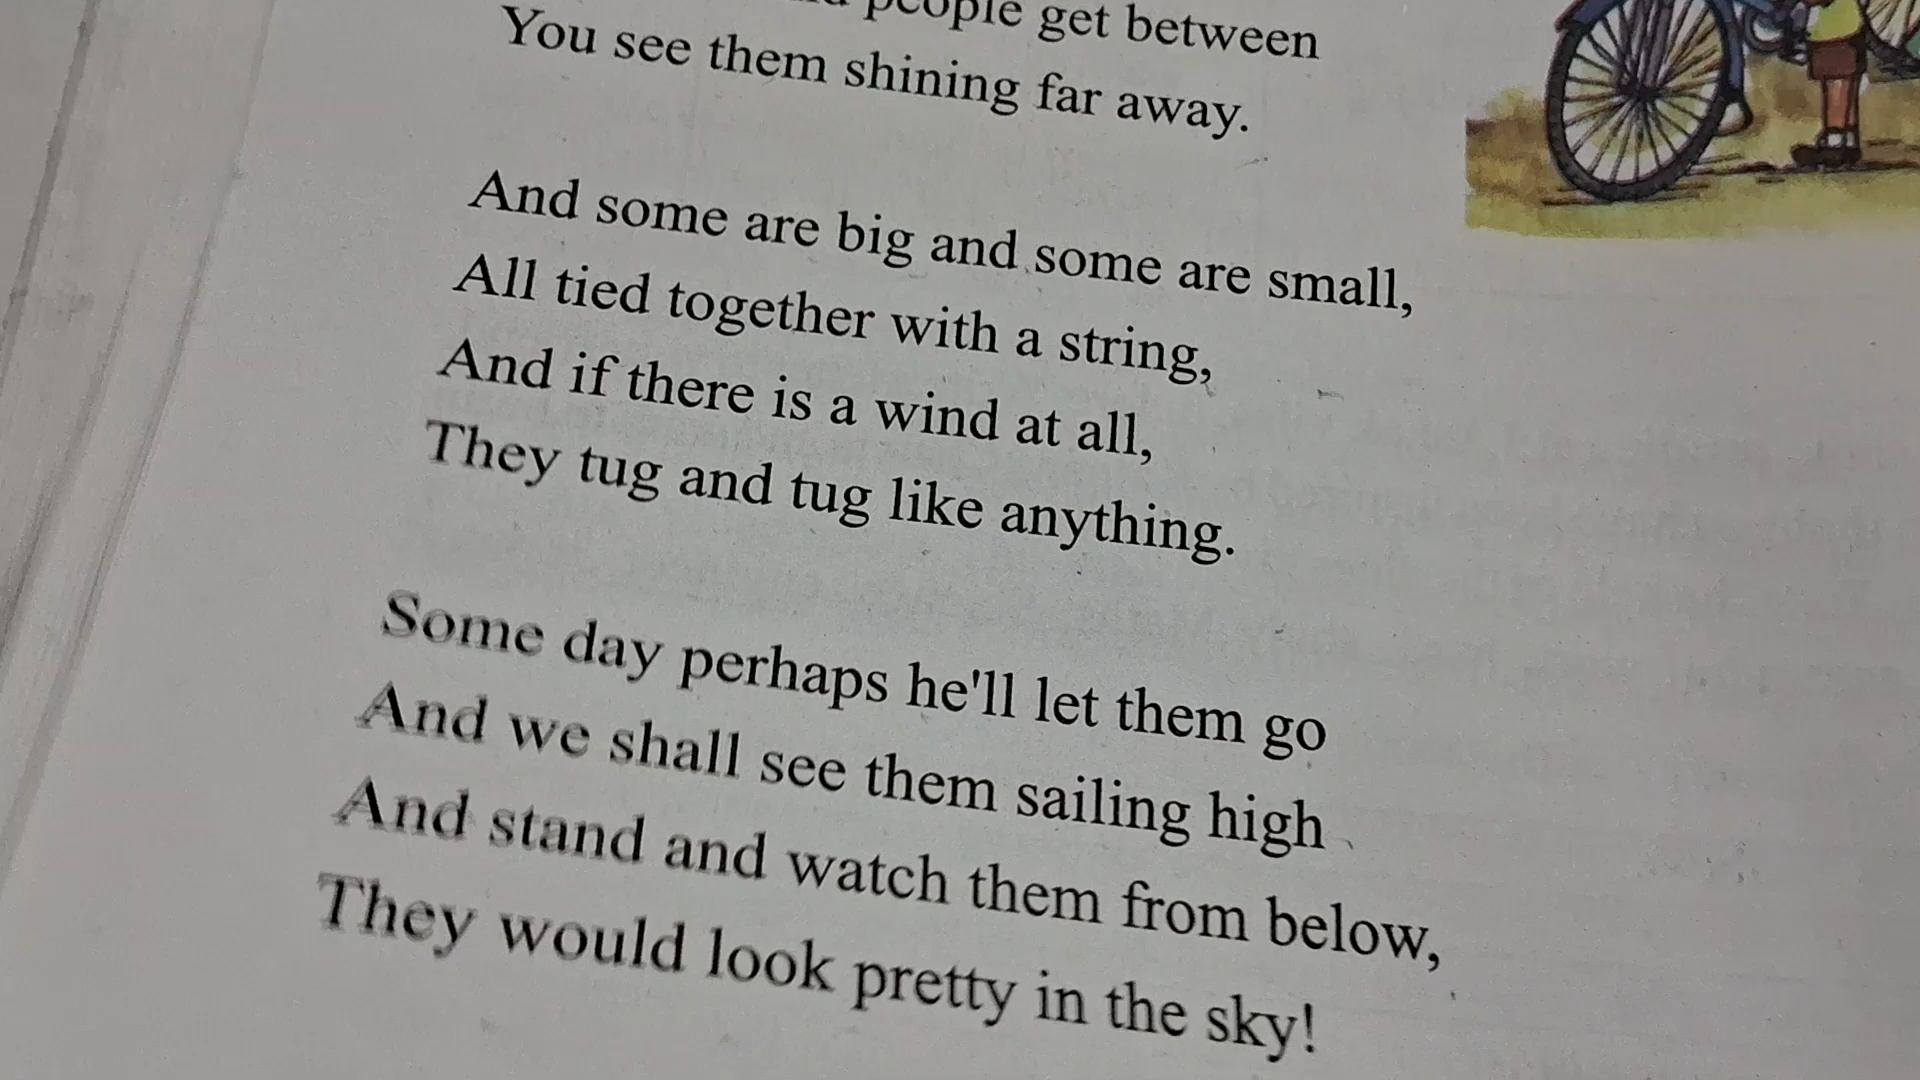 people get between
You see them shining far away.
And some are big and some are small,
All tied together with a string,
And if there is a wind at all,
They tug and tug like anything.
Some day perhaps he'll let them go
And we shall see them sailing high
And stand and watch them from below,
They would look pretty in the sky!